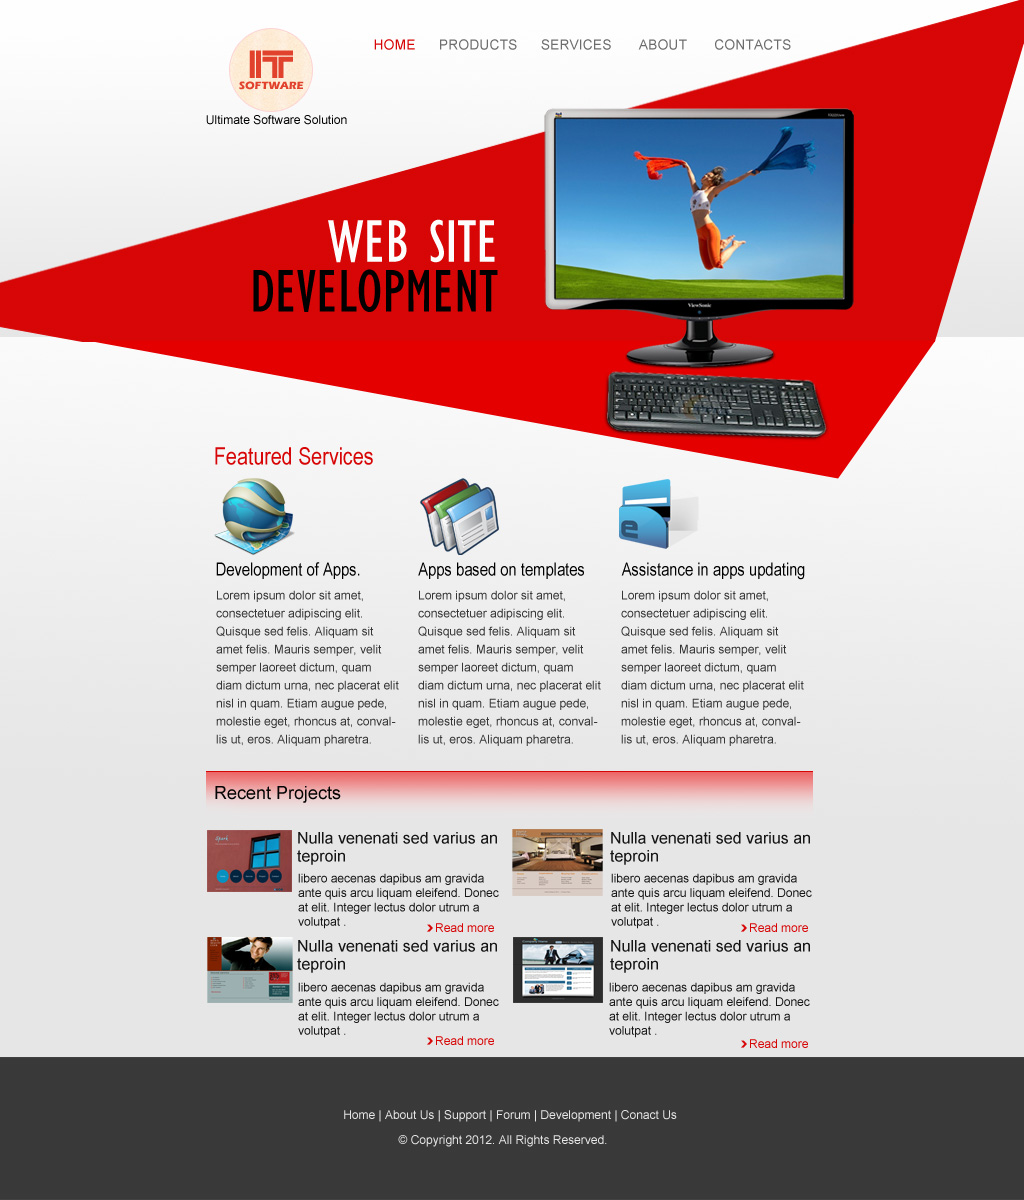 IT
SOFTWARE
Ultimate Software Solution
HOME PRODUCTS SERVICES ABOUT CONTACTS
WEB SITE
DEVELOPMENT
ViewSonic
Microsoft
Featured Services
Development of Apps.
Lorem ipsum dolor sit amet,
consectetuer adipiscing elit.
Quisque sed felis. Aliquam sit
amet felis. Mauris semper, velit
semper laoreet dictum, quam
diam dictum urna, nec placerat elit
nisl in quam. Etiam augue pede,
molestie eget, rhoncus at, conval-
lis ut, eros. Aliquam pharetra.
Apps based on templates
Lorem ipsum dolor sit amet,
consectetuer adipiscing elit.
Quisque sed felis. Aliquam sit
amet felis. Mauris semper, velit
semper laoreet dictum, quam
diam dictum urna, nec placerat elit
nisl in quam. Etiam augue pede,
molestie eget, rhoncus at, conval-
lis ut, eros. Aliquam pharetra.
e
Assistance in apps updating
Lorem ipsum dolor sit amet,
consectetuer adipiscing elit.
Quisque sed felis. Aliquam sit
amet felis. Mauris semper, velit
semper laoreet dictum, quam
diam dictum urna, nec placerat elit
nisl in quam. Etiam augue pede,
molestie eget, rhoncus at, conval-
lis ut, eros. Aliquam pharetra.
Recent Projects
Nulla venenati sed varius an
teproin
libero aecenas dapibus am gravida
ante quis arcu liquam eleifend. Donec
at elit. Integer lectus dolor utrum a
volutpat .
Read more
Nulla venenati sed varius an
teproin
libero aecenas dapibus am gravida
ante quis arcu liquam eleifend. Donec
at elit. Integer lectus dolor utrum a
volutpat .
Read more
Nulla venenati sed varius an
teproin
libero aecenas dapibus am gravida
ante quis arcu liquam eleifend. Donec
at elit. Integer lectus dolor utrum a
volutpat .
Read more
Nulla venenati sed varius an
teproin
libero aecenas dapibus am gravida
ante quis arcu liquam eleifend. Donec
at elit. Integer lectus dolor utrum a
volutpat .
Read more
Home | About Us | Support | Forum | Development | Conact Us
© Copyright 2012. All Rights Reserved.